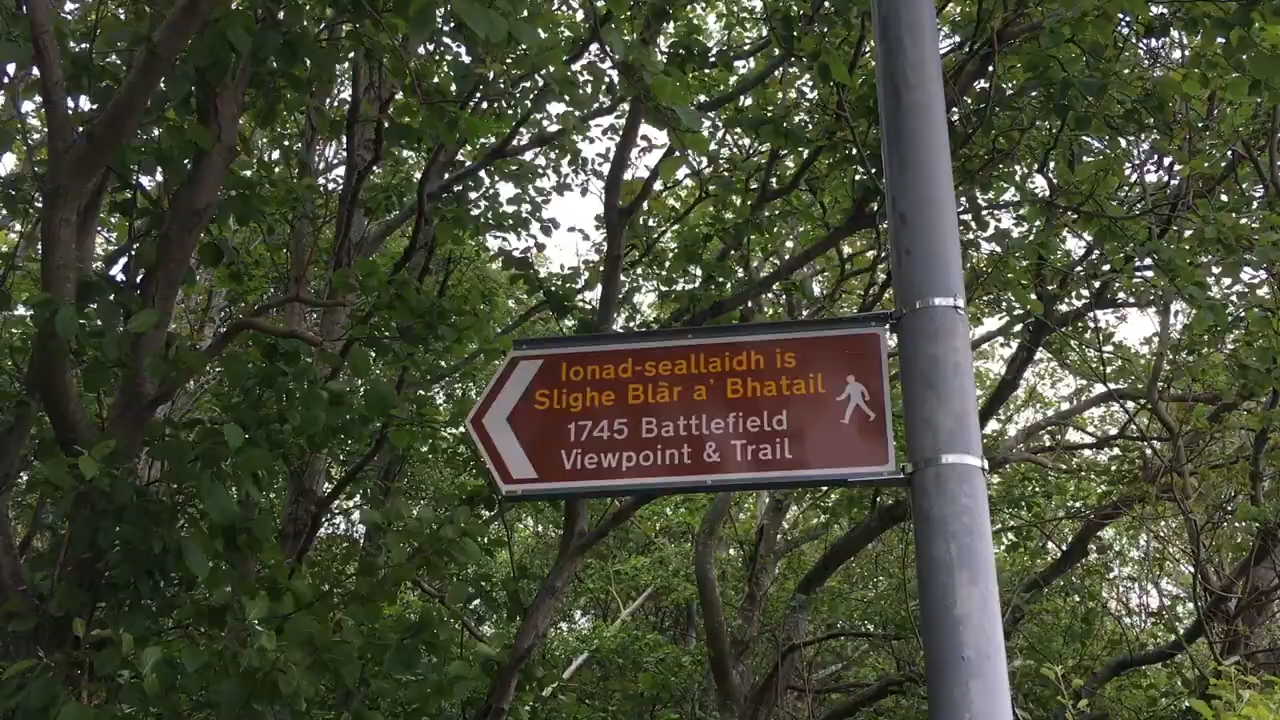 Ionad-seallaidh is
Slighe Blàr a' Bhatail
1745 Battlefield
Viewpoint & Trail